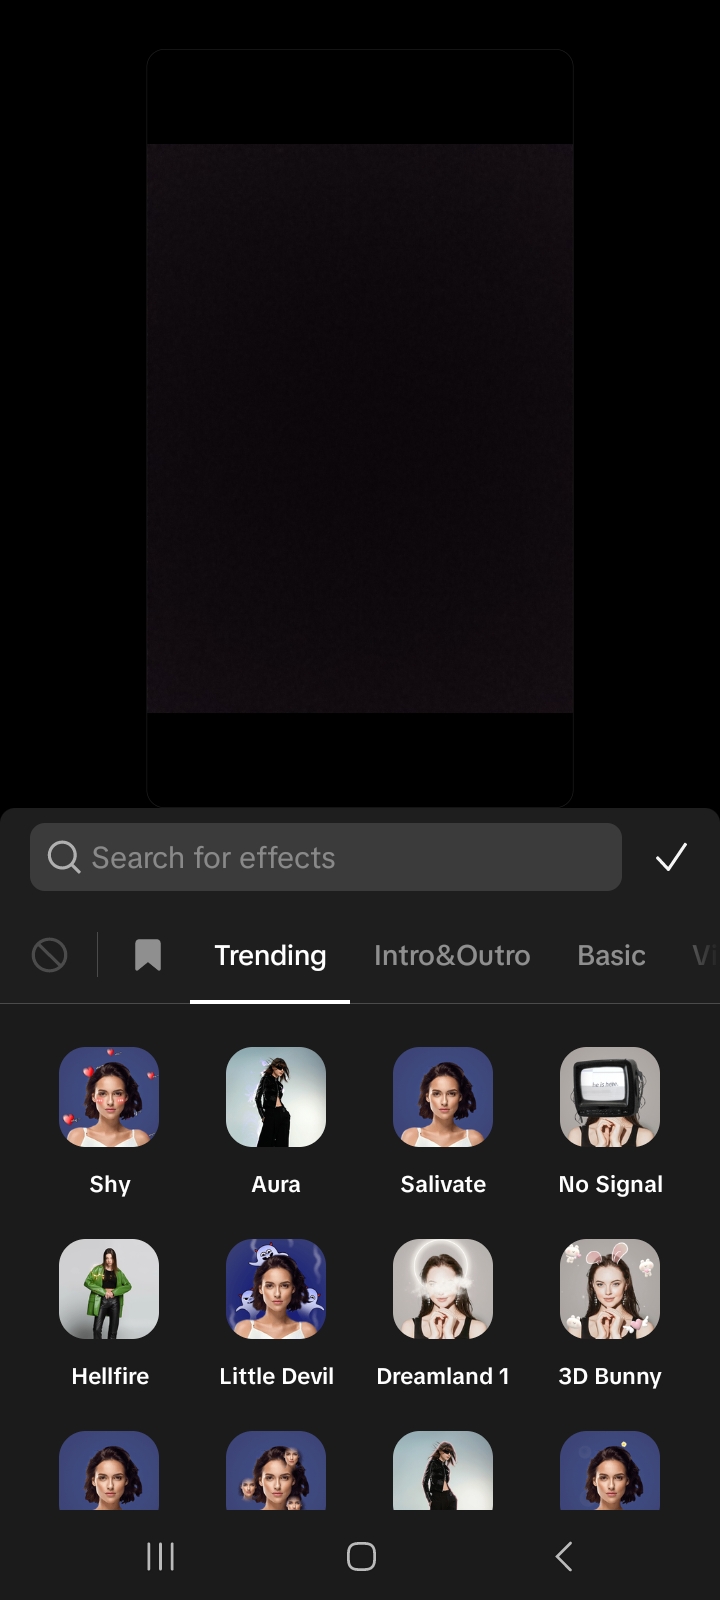 Search for effects
Trending Intro&Outro Basic Vi
Shy Aura Salivate No Signal
Hellfire Little Devil Dreamland 1 3D Bunny